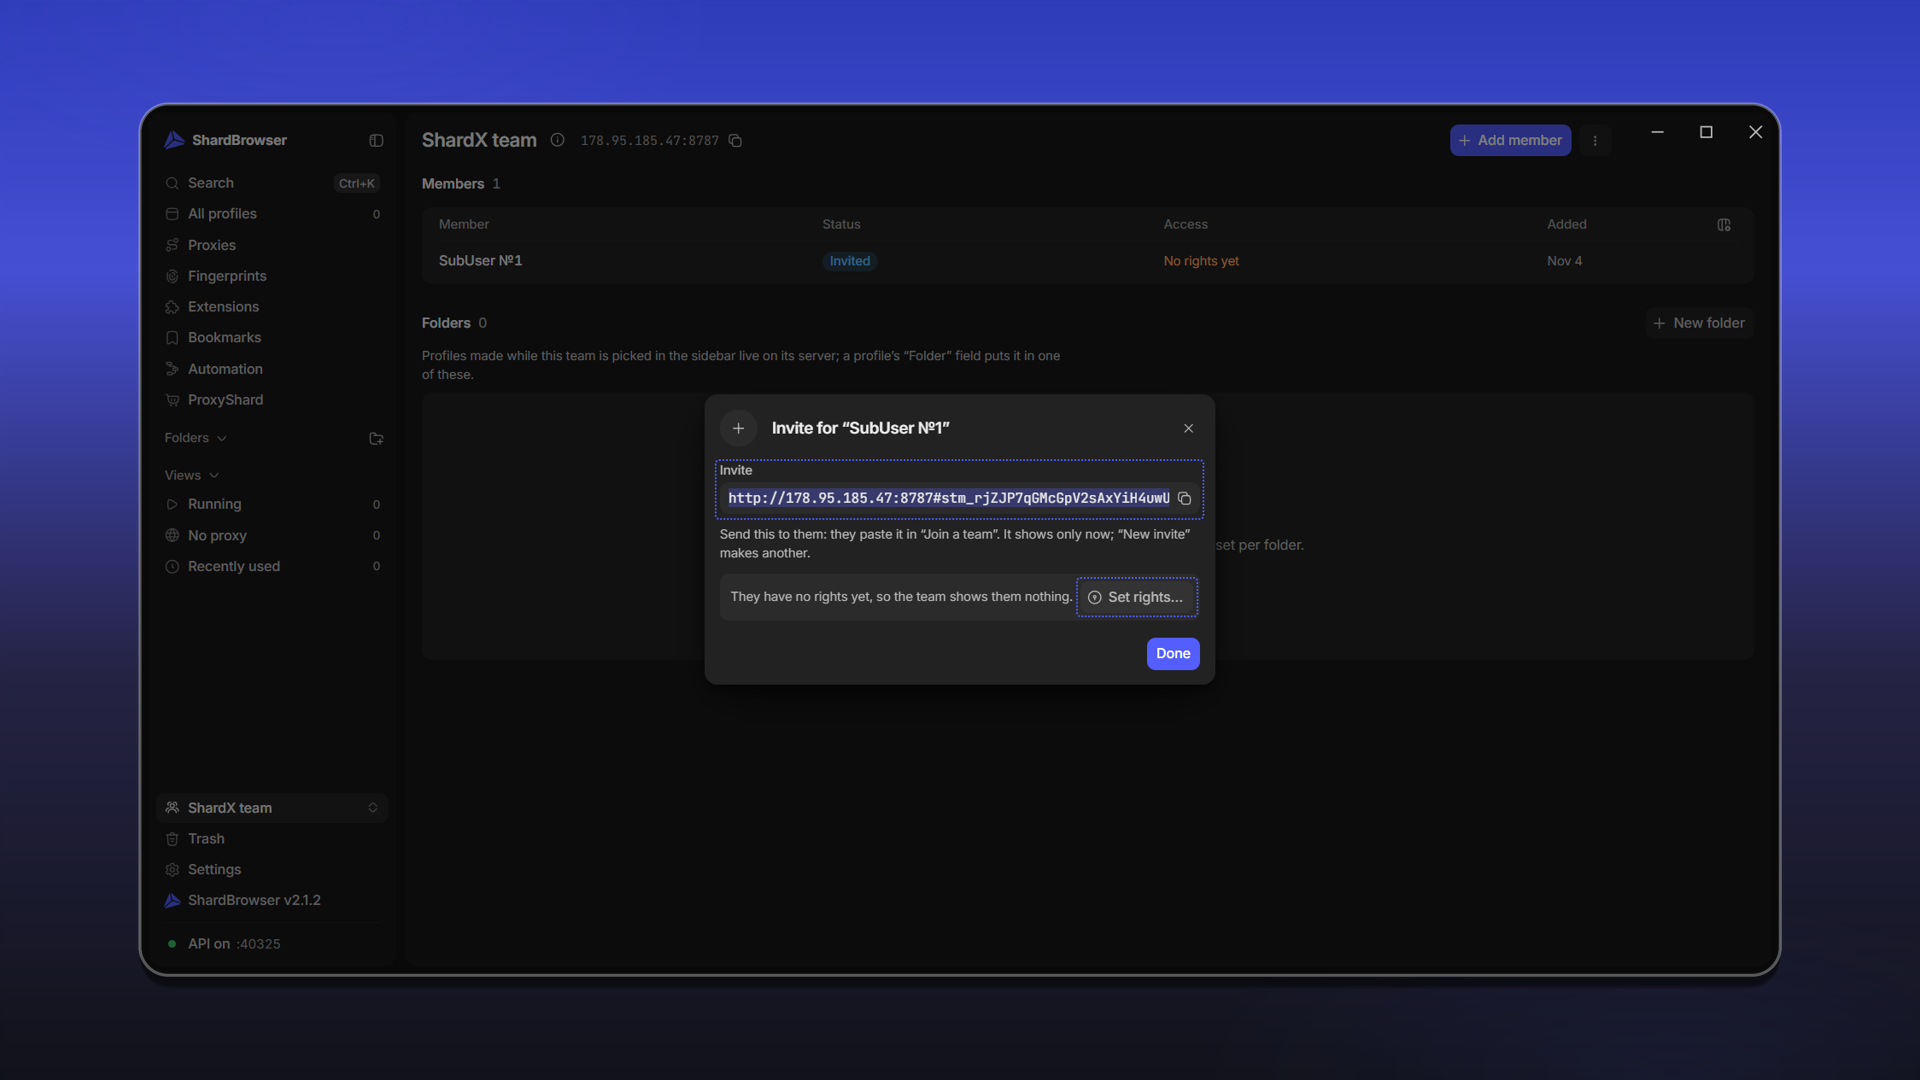 ShardBrowser
Search Ctrl+K
All profiles 0
Proxies
Fingerprints
Extensions
Bookmarks
Automation
ProxyShard
Folders
Views
Running 0
No proxy 0
Recently used 0
ShardX team
Trash
Settings
ShardBrowser v2.1.2
API on :40325
ShardX team 178.95.185.47:8787
Add member
Members 1
Member Status Access Added
SubUser №1 Invited No rights yet Nov 4
Folders 0
New folder
Profiles made while this team is picked in the sidebar live on its server; a profile's “Folder” field puts it in one
of these.
set per folder.
Invite for “SubUser №1”
Invite
http://178.95.185.47:8787#stm_rjZJP7qGMcGpV2sAxYiH4uwU
Send this to them: they paste it in “Join a team”. It shows only now; “New invite”
makes another.
They have no rights yet, so the team shows them nothing.
Set rights...
Done